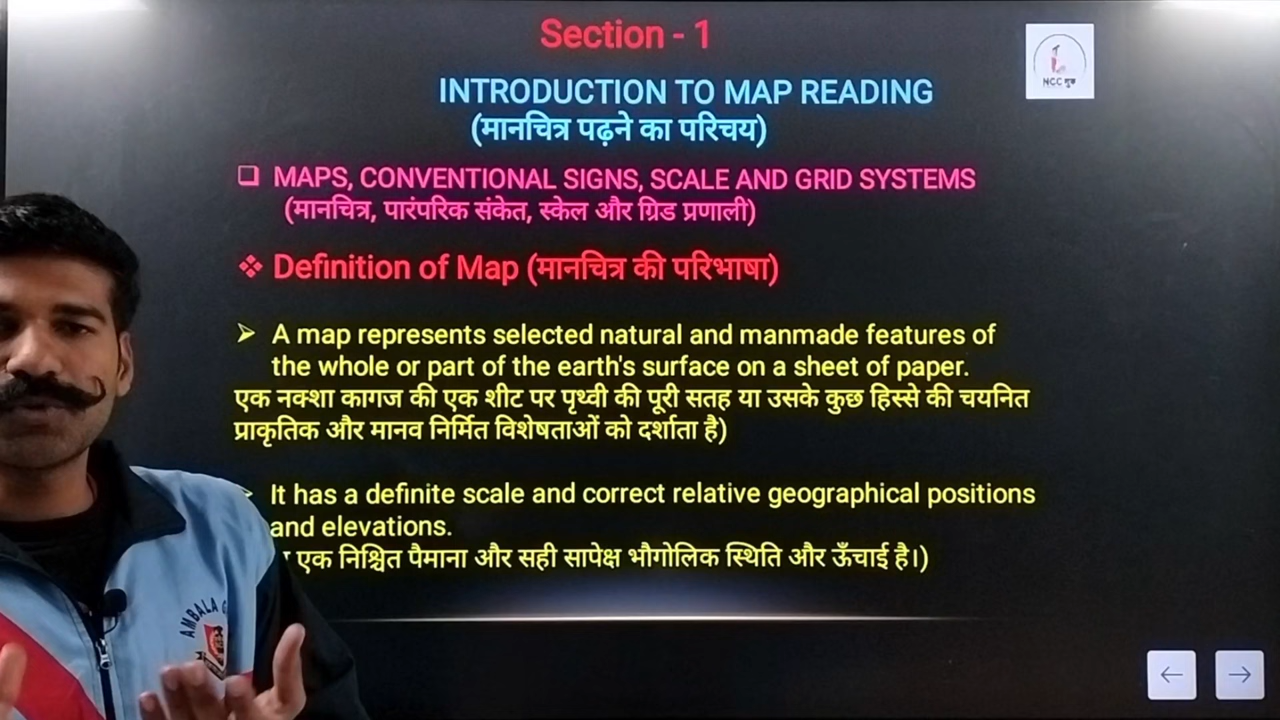 Section - 1
NCC गुरु
INTRODUCTION TO MAP READING
(मानचित्र पढ़ने का परिचय)
❑ MAPS, CONVENTIONAL SIGNS, SCALE AND GRID SYSTEMS
(मानचित्र, पारंपरिक संकेत, स्केल और ग्रिड प्रणाली)
❖ Definition of Map (मानचित्र की परिभाषा)
➢ A map represents selected natural and manmade features of
the whole or part of the earth's surface on a sheet of paper.
एक नक्शा कागज की एक शीट पर पृथ्वी की पूरी सतह या उसके कुछ हिस्से की चयनित
प्राकृतिक और मानव निर्मित विशेषताओं को दर्शाता है)
It has a definite scale and correct relative geographical positions
and elevations.
एक निश्चित पैमाना और सही सापेक्ष भौगोलिक स्थिति और ऊँचाई है।)
AMBALA